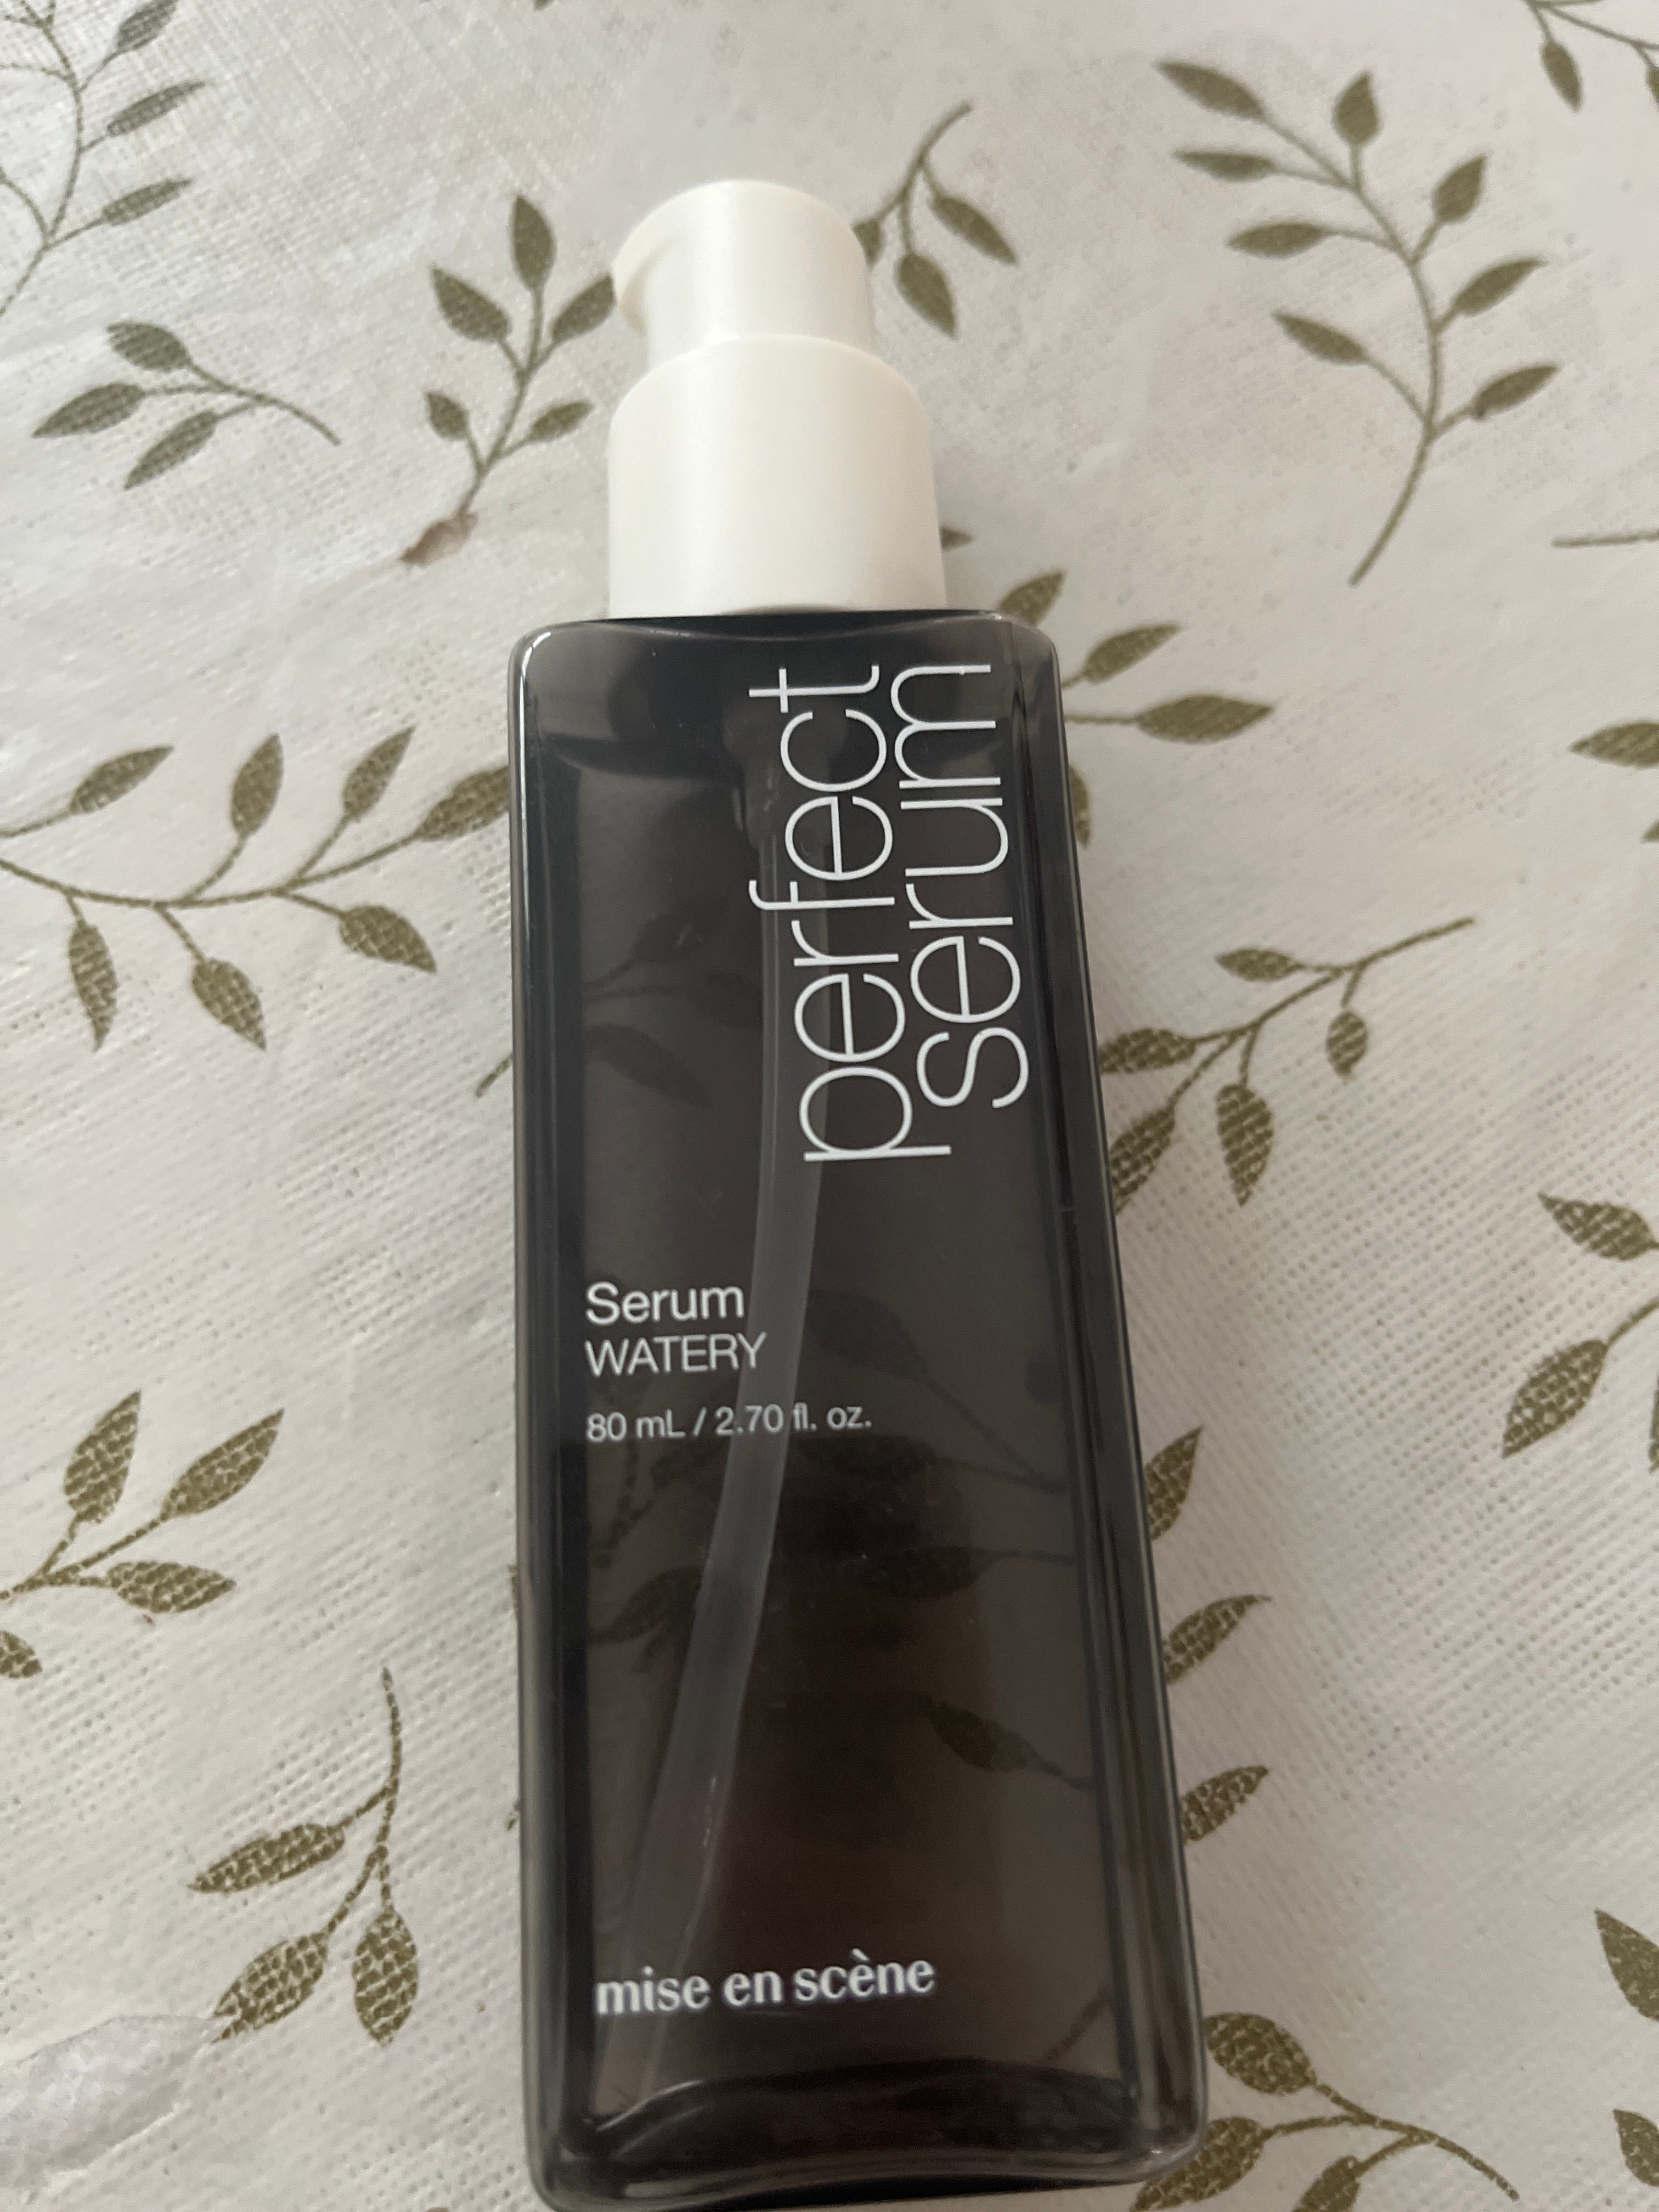 perfect
serum
Serum
WATERY
80 mL / 2.70 fl. oz.
mise en scène